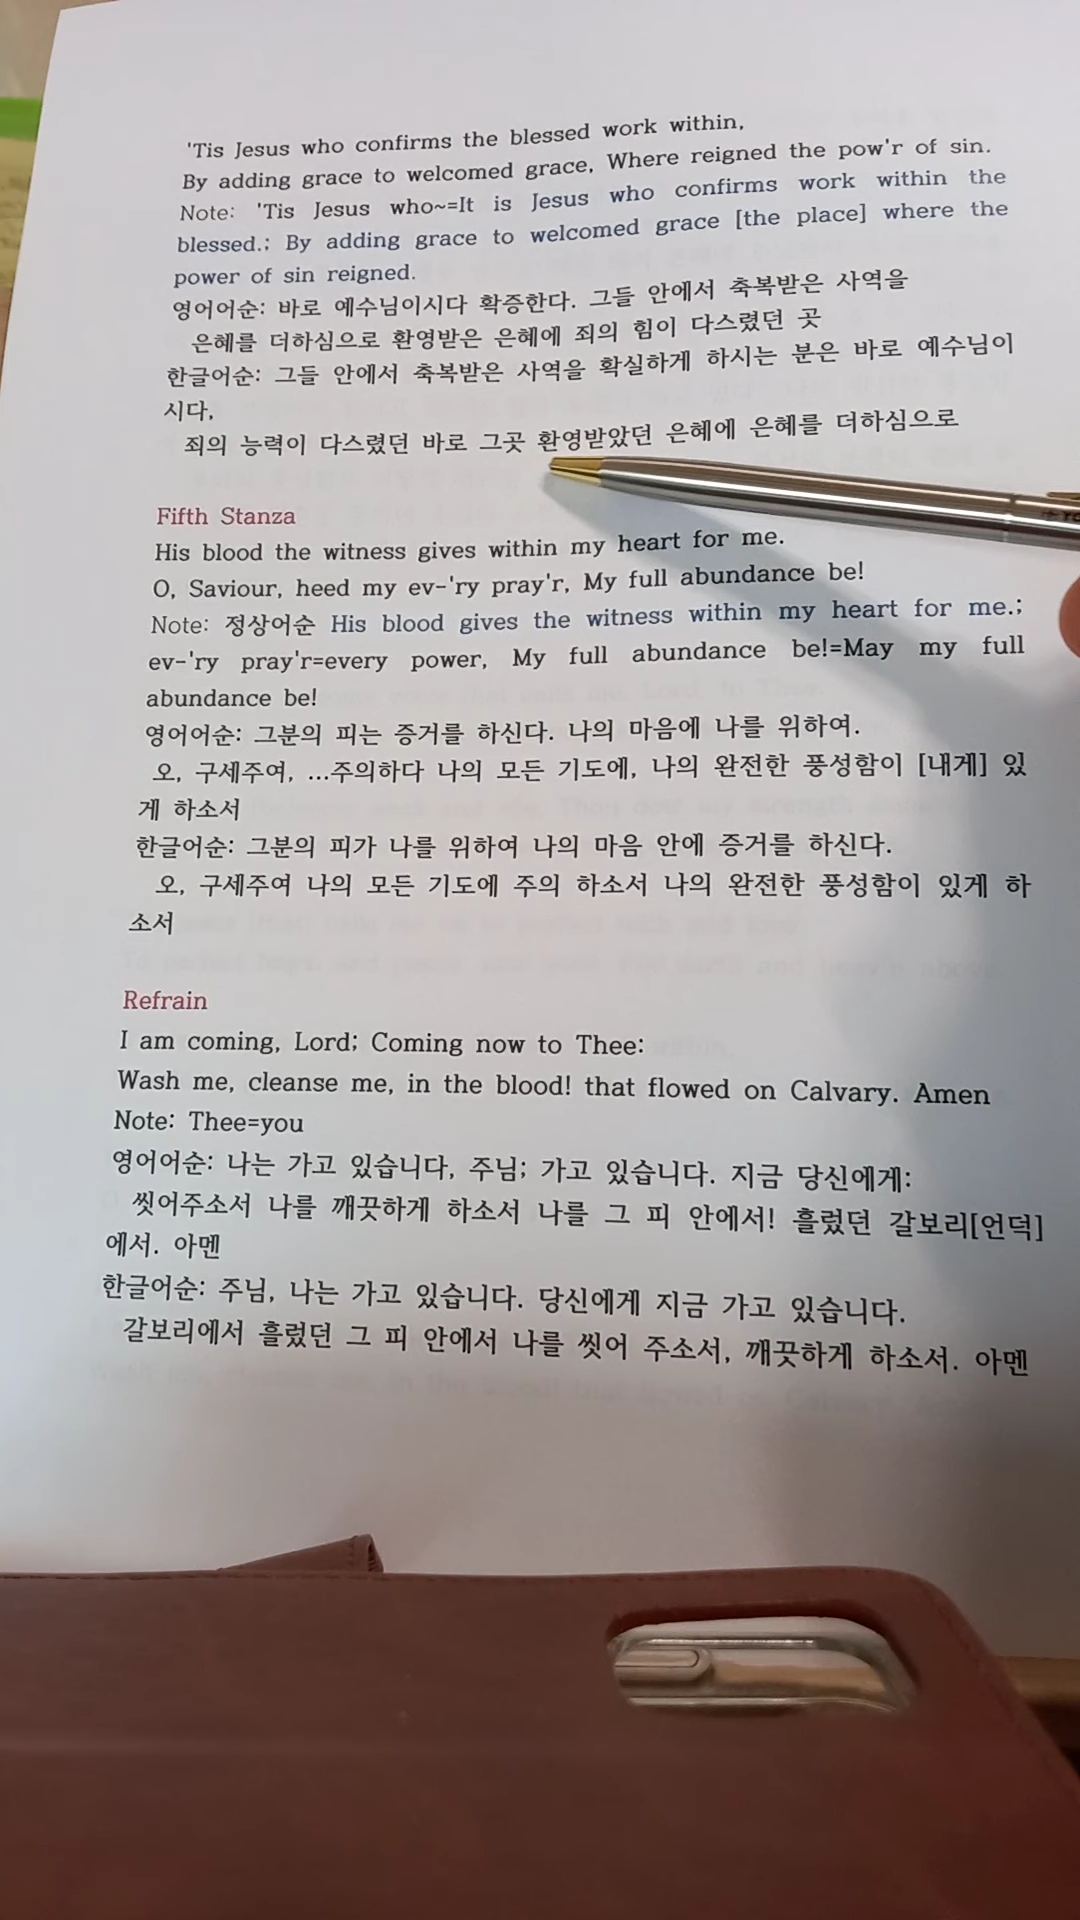 'Tis Jesus who confirms the blessed work within,
By adding grace to welcomed grace, Where reigned the pow'r of sin.
Note: 'Tis Jesus who~=It is Jesus who confirms work within the
blessed.; By adding grace to welcomed grace [the place] where the
power of sin reigned.
영어어순: 바로 예수님이시다 확증한다. 그들 안에서 축복받은 사역을
은혜를 더하심으로 환영받은 은혜에 죄의 힘이 다스렸던 곳
한글어순: 그들 안에서 축복받은 사역을 확실하게 하시는 분은 바로 예수님이
시다,
죄의 능력이 다스렸던 바로 그곳 환영받았던 은혜에 은혜를 더하심으로
Fifth Stanza
His blood the witness gives within my heart for me.
O, Saviour, heed my ev-'ry pray'r, My full abundance be!
Note: 정상어순 His blood gives the witness within my heart for me.;
ev-'ry pray'r=every power, My full abundance be!=May my full
abundance be!
영어어순: 그분의 피는 증거를 하신다. 나의 마음에 나를 위하여.
오, 구세주여, ...주의하다 나의 모든 기도에, 나의 완전한 풍성함이 [내게] 있
게 하소서
한글어순: 그분의 피가 나를 위하여 나의 마음 안에 증거를 하신다.
오, 구세주여 나의 모든 기도에 주의 하소서 나의 완전한 풍성함이 있게 하
소서
Refrain
I am coming, Lord; Coming now to Thee:
Wash me, cleanse me, in the blood! that flowed on Calvary. Amen
Note: Thee=you
영어어순: 나는 가고 있습니다, 주님; 가고 있습니다. 지금 당신에게:
씻어주소서 나를 깨끗하게 하소서 나를 그 피 안에서! 흘렀던 갈보리[언덕]
에서. 아멘
한글어순: 주님, 나는 가고 있습니다. 당신에게 지금 가고 있습니다.
갈보리에서 흘렀던 그 피 안에서 나를 씻어 주소서, 깨끗하게 하소서. 아멘